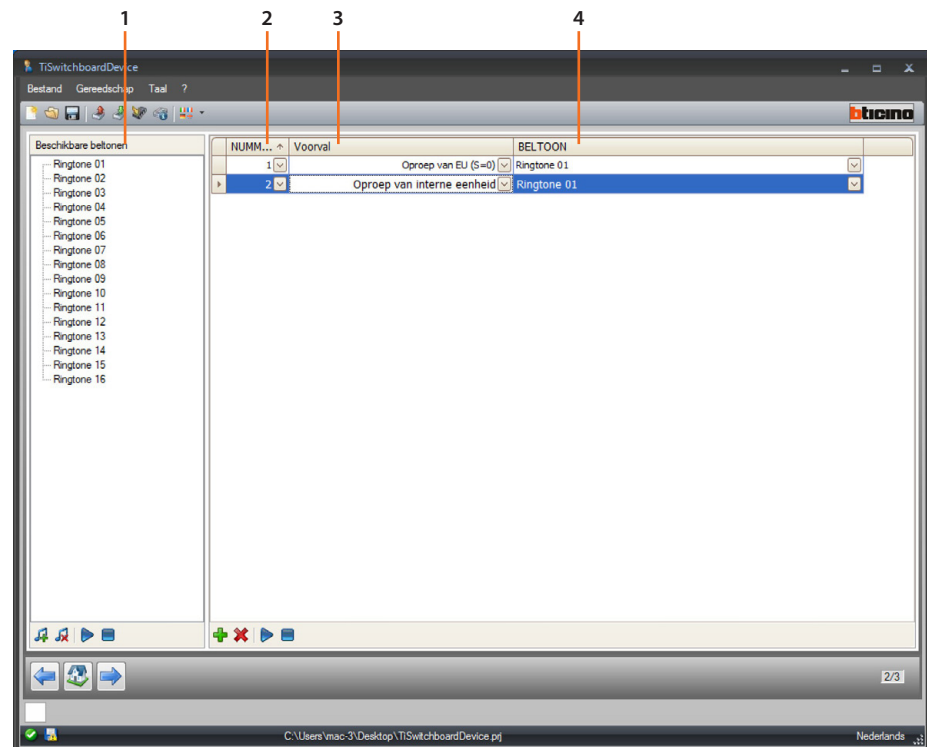 1 2 3 4
TiSwitchboardDevice
Bestand Gereedschap Taal ?
bticino
Beschikbare beltonen
NUMM... Voorval BELTOON
Ringtone 01
Ringtone 02
Ringtone 03
Ringtone 04
Ringtone 05
Ringtone 06
Ringtone 07
Ringtone 08
Ringtone 09
Ringtone 10
Ringtone 11
Ringtone 12
Ringtone 13
Ringtone 14
Ringtone 15
Ringtone 16
1 Oproep van EU (S=0) Ringtone 01
2 Oproep van interne eenheid Ringtone 01
2/3
C:\Users\mac-3\Desktop\TiSwitchboardDevice.prj
Nederlands